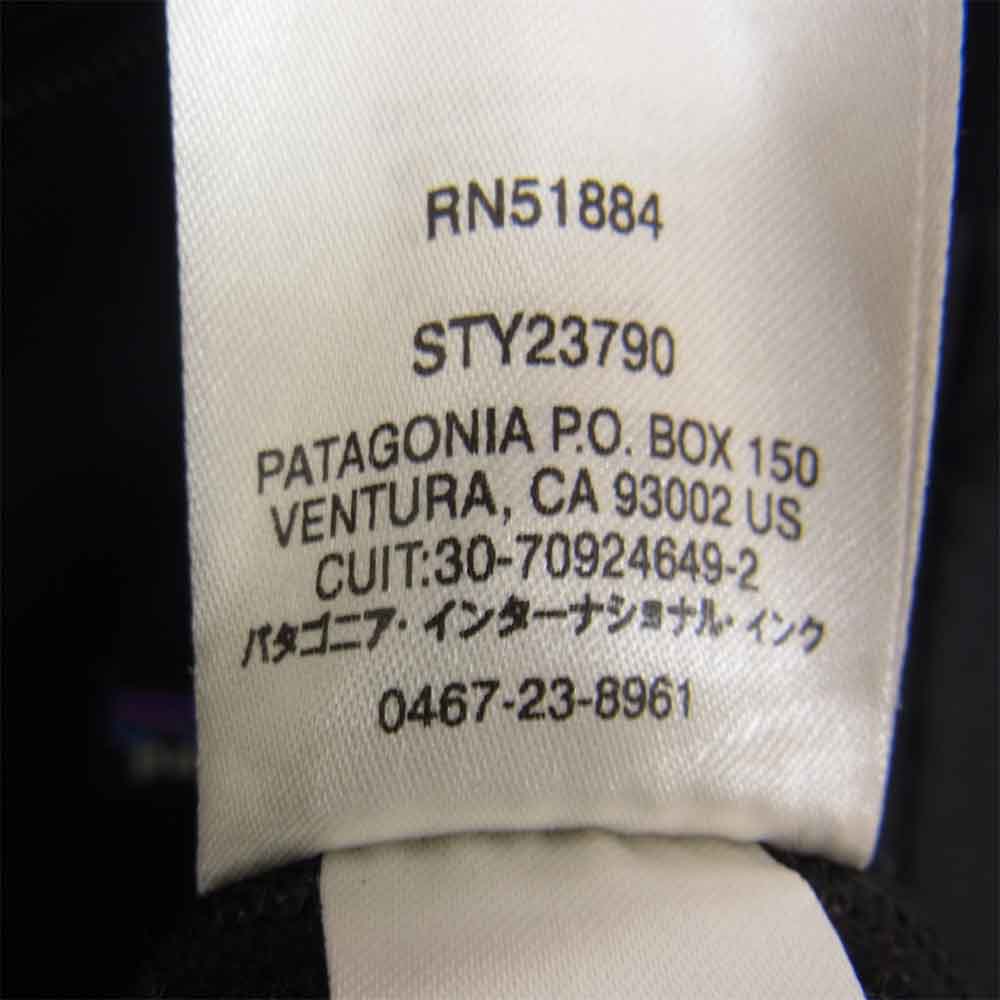 RN51884
STY23790
PATAGONIA P.O. BOX 150
VENTURA, CA 93002 US
CUIT:30-70924649-2
パタゴニア・インターナショナル・インク
0467-23-8961